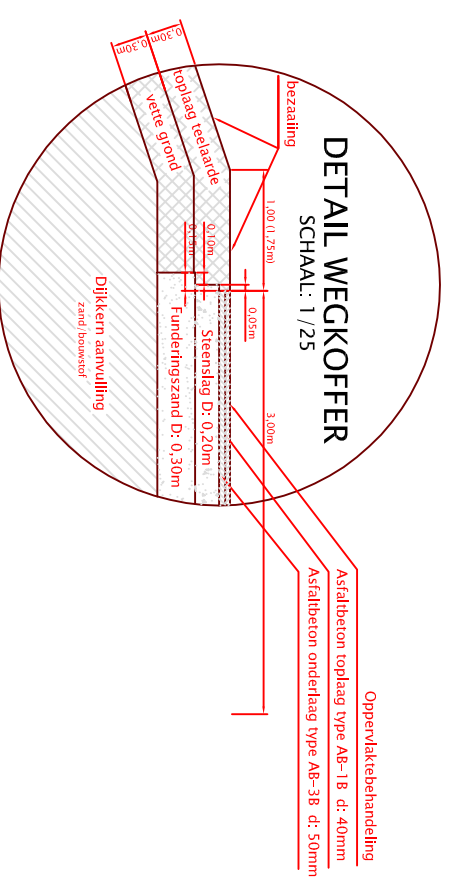 DETAIL WEGKOFFER
SCHAAL: 1/25
bezaaiing
0,30m
0,30m
toplaag teelaarde
vette grond
1,00 (1,75m)
3,00m
0,05m
0,10m
0,15m
Steenslag D: 0,20m
Funderingszand D: 0,30m
Dijkkern aanvulling
zand/bouwstof
Oppervlaktebehandeling
Asfaltbeton toplaag type AB-1B d: 40mm
Asfaltbeton onderlaag type AB-3B d: 50mm